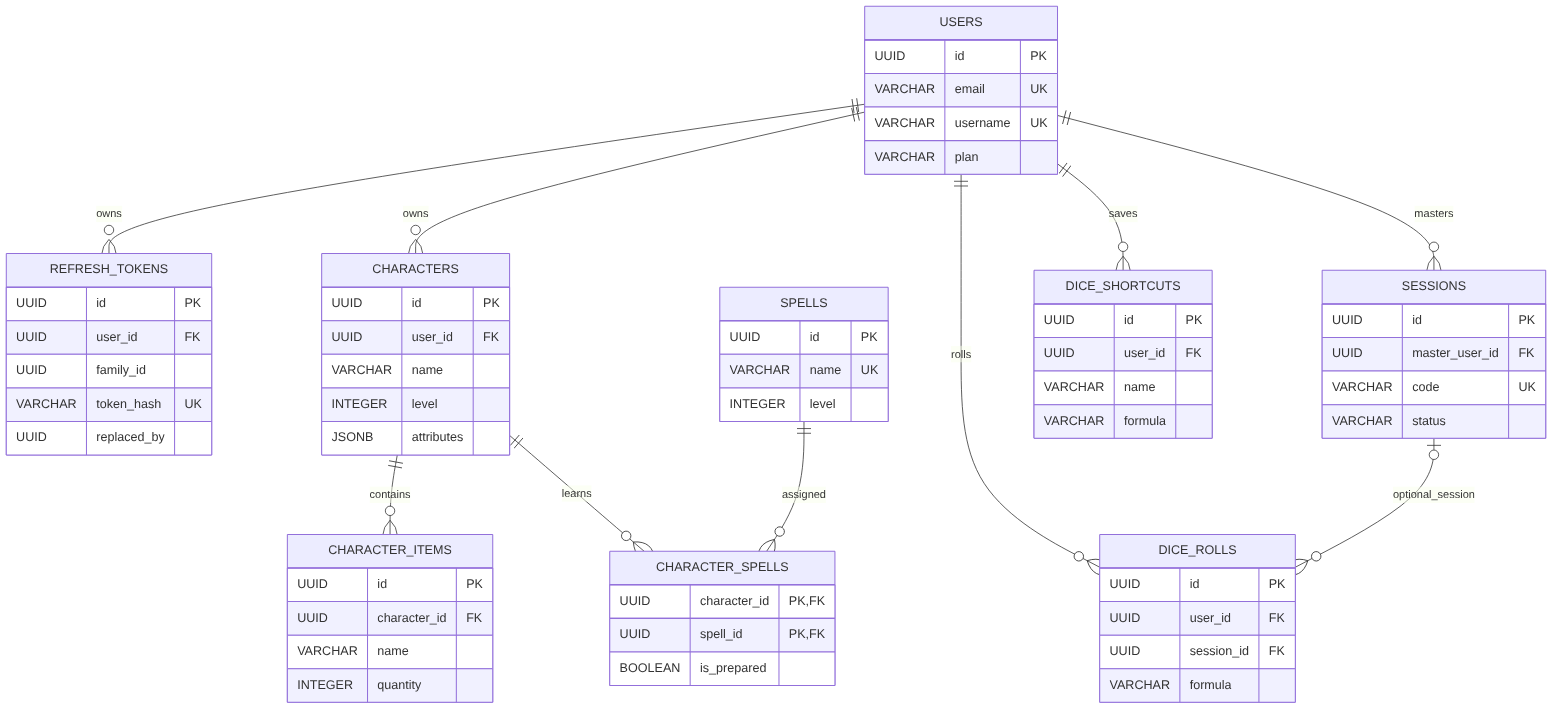 USERS
UUID id PK
VARCHAR email UK
VARCHAR username UK
VARCHAR plan
owns
owns
rolls
saves
masters
REFRESH_TOKENS
UUID id PK
UUID user_id FK
UUID family_id
VARCHAR token_hash UK
UUID replaced_by
CHARACTERS
UUID id PK
UUID user_id FK
VARCHAR name
INTEGER level
JSONB attributes
SPELLS
UUID id PK
VARCHAR name UK
INTEGER level
DICE_SHORTCUTS
UUID id PK
UUID user_id FK
VARCHAR name
VARCHAR formula
SESSIONS
UUID id PK
UUID master_user_id FK
VARCHAR code UK
VARCHAR status
contains
learns
assigned
optional_session
CHARACTER_ITEMS
UUID id PK
UUID character_id FK
VARCHAR name
INTEGER quantity
CHARACTER_SPELLS
UUID character_id PK,FK
UUID spell_id PK,FK
BOOLEAN is_prepared
DICE_ROLLS
UUID id PK
UUID user_id FK
UUID session_id FK
VARCHAR formula